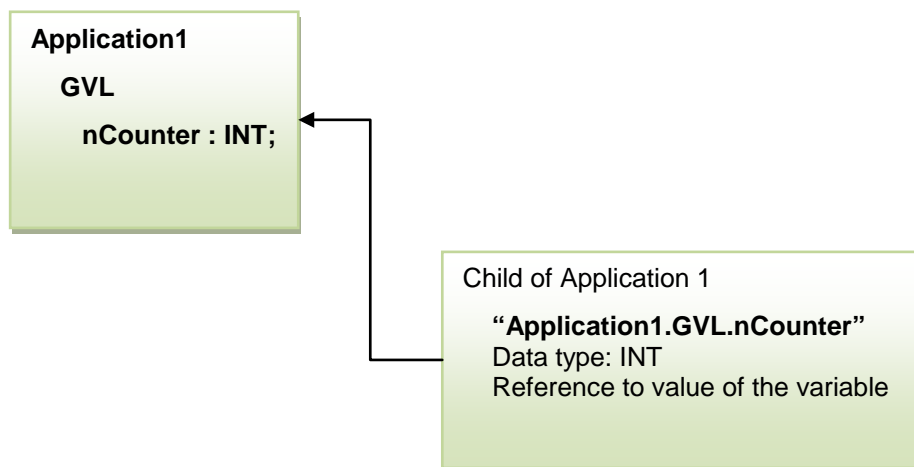 Application1
GVL
nCounter : INT;
Child of Application 1
“Application1.GVL.nCounter”
Data type: INT
Reference to value of the variable